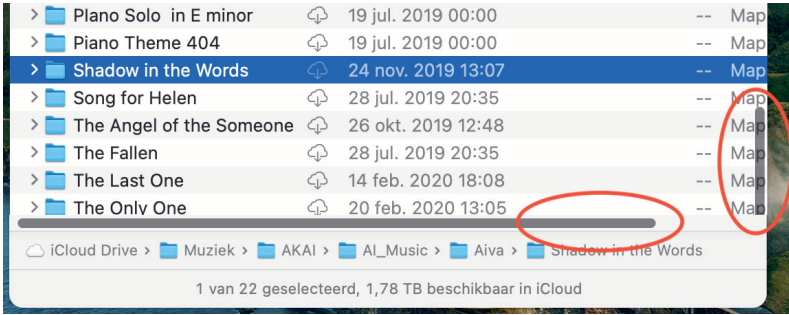 PIano Solo in E minor 19 jul. 2019 00:00 -- Map
Piano Theme 404 19 jul. 2019 00:00 -- Map
Shadow in the Words 24 nov. 2019 13:07 -- Map
Song for Helen 28 jul. 2019 20:35 -- Map
The Angel of the Someone 26 okt. 2019 12:48 -- Map
The Fallen 28 jul. 2019 20:35 -- Map
The Last One 14 feb. 2020 18:08 -- Map
The Only One 20 feb. 2020 13:05 -- Map
iCloud Drive › Muziek › AKAI › AI_Music › Aiva › Shadow in the Words
1 van 22 geselecteerd, 1,78 TB beschikbaar in iCloud